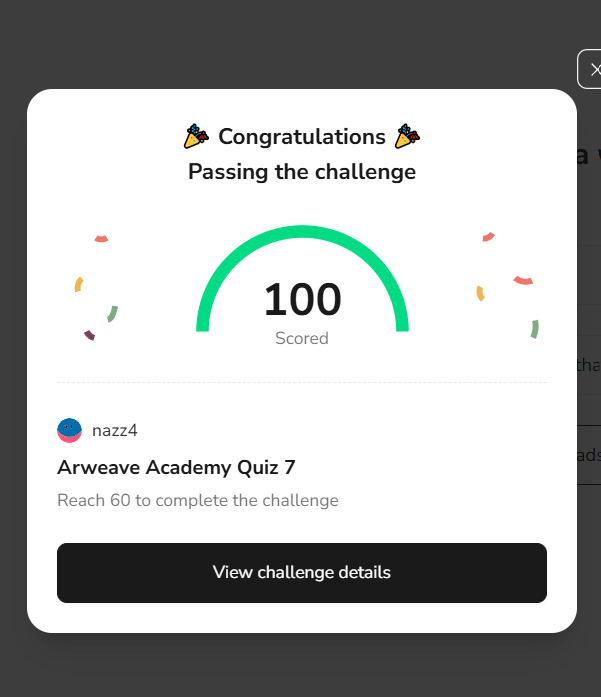 Congratulations
Passing the challenge
100
Scored
nazz4
Arweave Academy Quiz 7
Reach 60 to complete the challenge
View challenge details